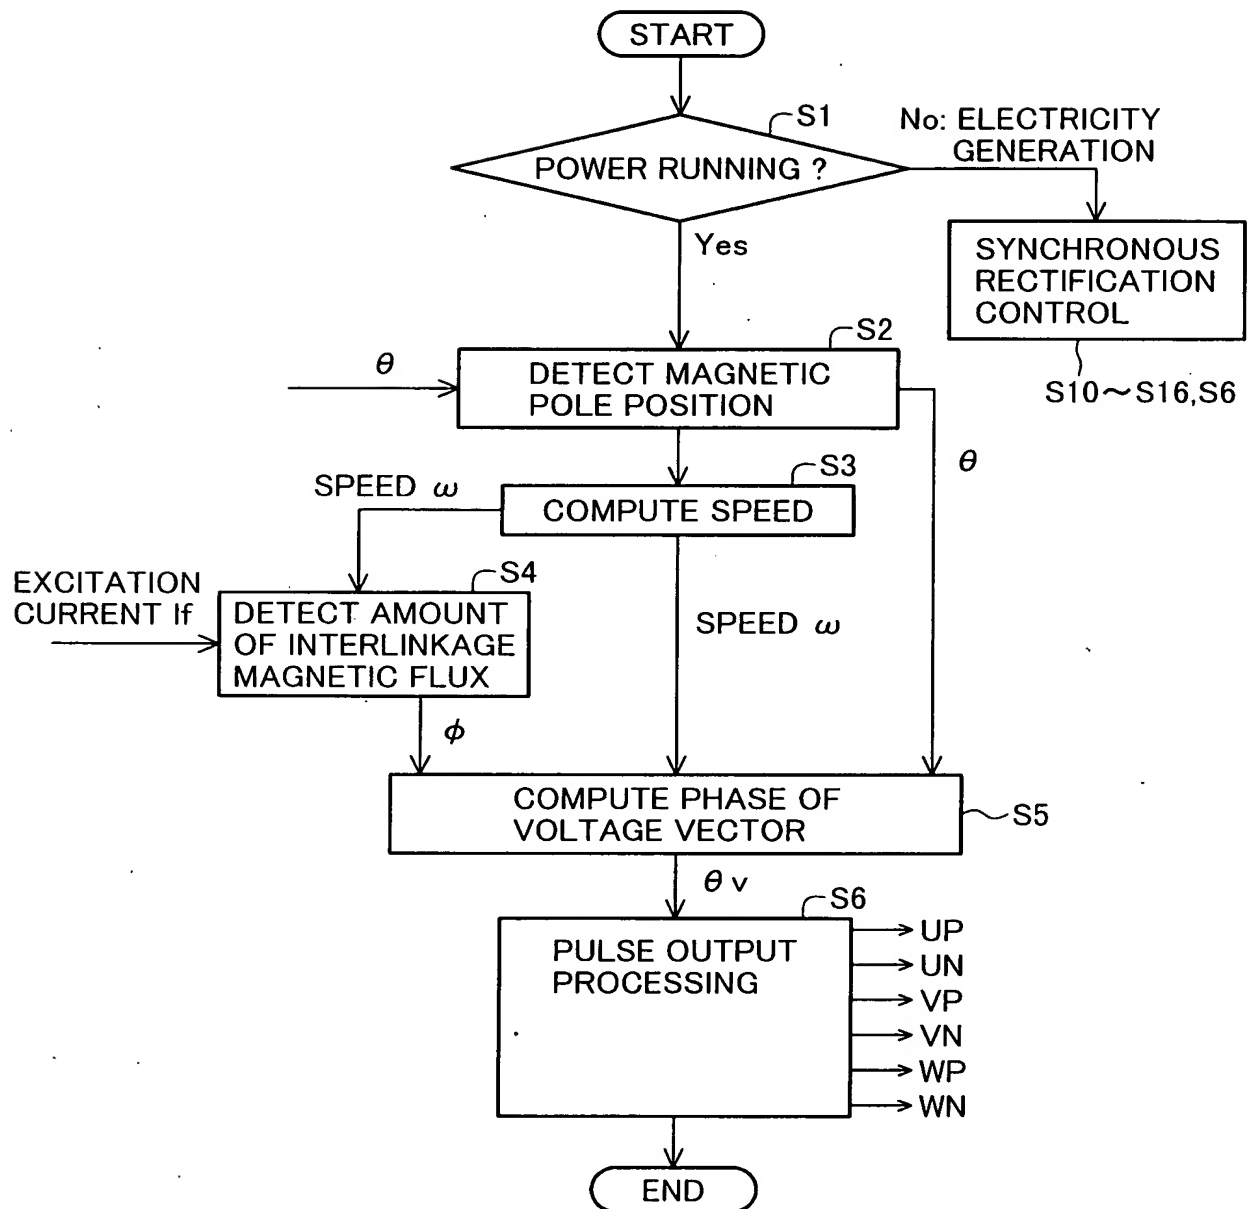 START
S1
No: ELECTRICITY
GENERATION
POWER RUNNING ?
Yes
SYNCHRONOUS
RECTIFICATION
CONTROL
S10～S16,S6
S2
θ
DETECT MAGNETIC
POLE POSITION
θ
S3
SPEED ω
COMPUTE SPEED
S4
EXCITATION
CURRENT If
DETECT AMOUNT
OF INTERLINKAGE
MAGNETIC FLUX
SPEED ω
ϕ
COMPUTE PHASE OF
VOLTAGE VECTOR
S5
θv
S6
PULSE OUTPUT
PROCESSING
UP
UN
VP
VN
WP
WN
END